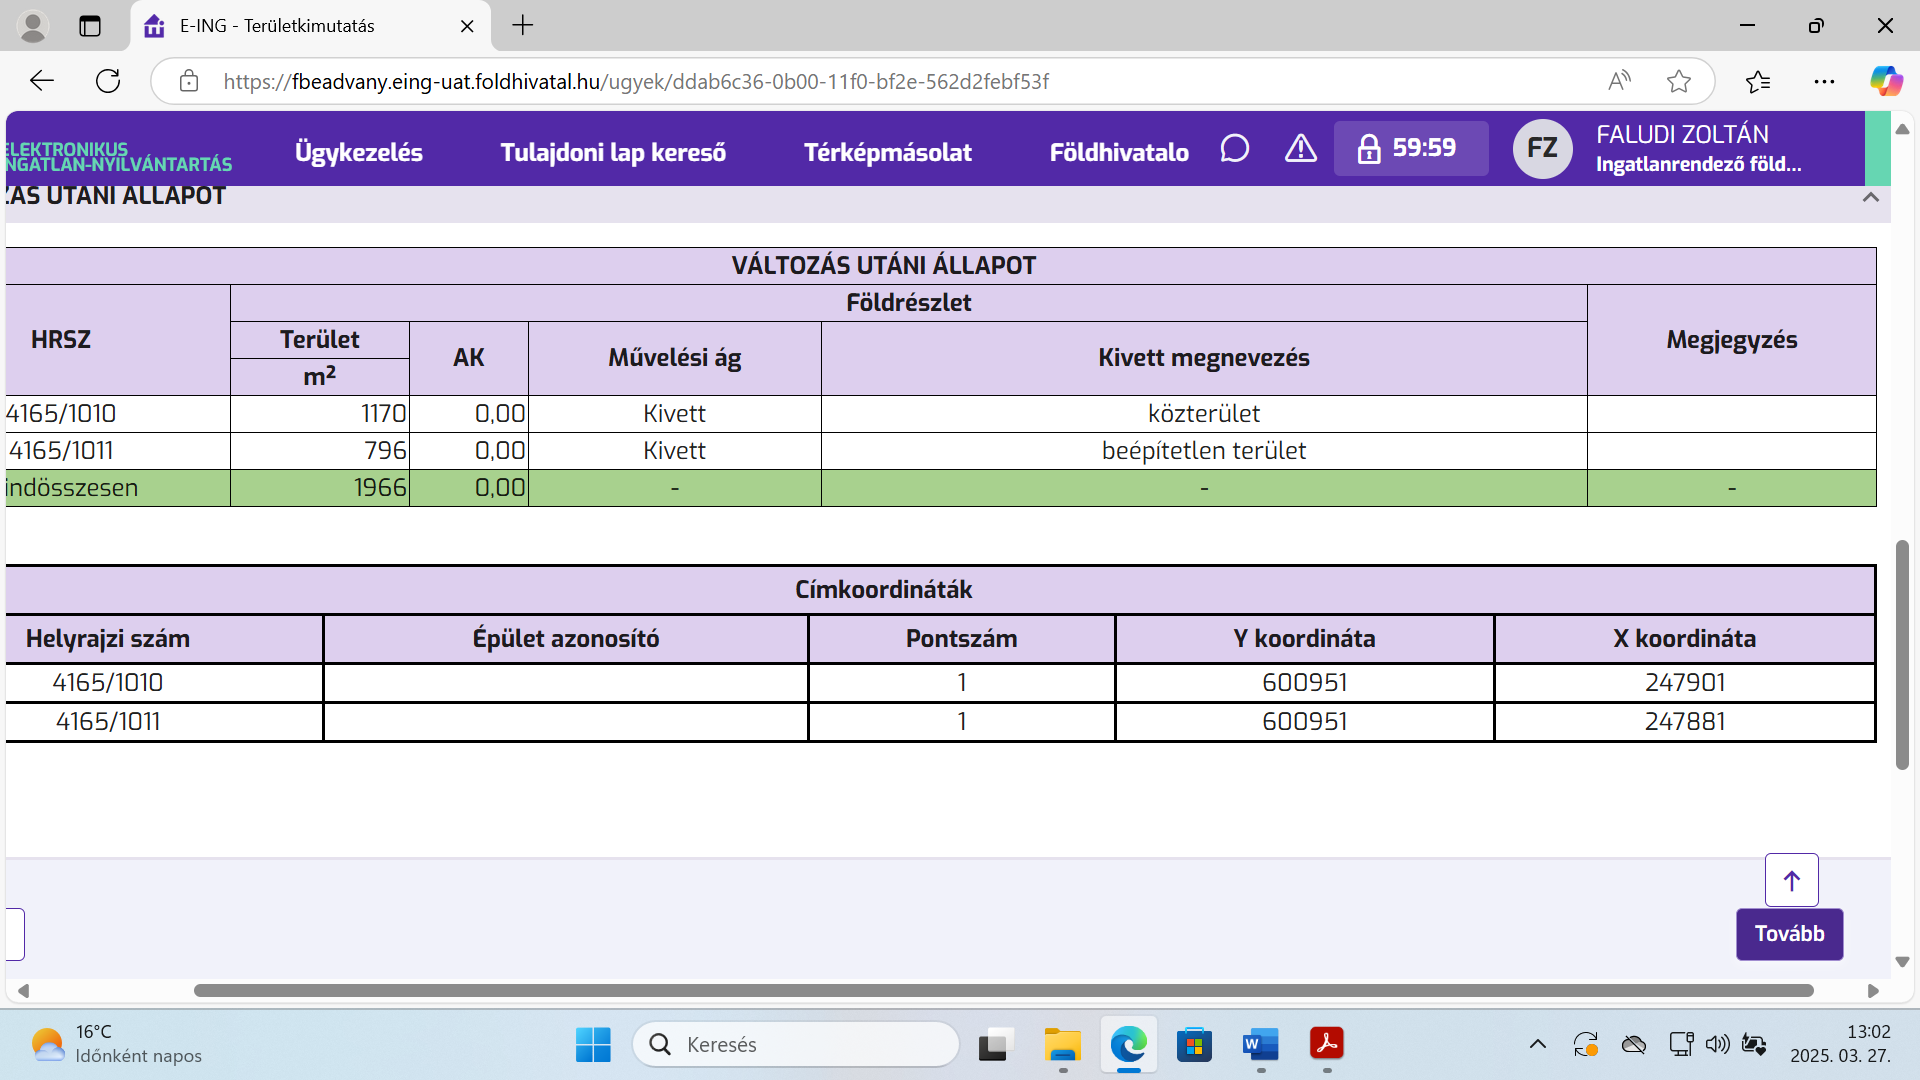 E-ING - Területkimutatás
https://fbeadvany.eing-uat.foldhivatal.hu/ugyek/ddab6c36-0b00-11f0-bf2e-562d2febf53f
ELEKTRONIKUS
INGATLAN-NYILVÁNTARTÁS
Ügykezelés
Tulajdoni lap kereső
Térképmásolat
Földhivatalo
59:59
FZ
FALUDI ZOLTÁN
Ingatlanrendező föld...
ZÁS UTÁNI ÁLLAPOT
VÁLTOZÁS UTÁNI ÁLLAPOT
HRSZ
Földrészlet
Megjegyzés
Terület
m²
AK
Művelési ág
Kivett megnevezés
4165/1010 1170 0,00 Kivett közterület
4165/1011 796 0,00 Kivett beépítetlen terület
indösszesen 1966 0,00 - - -
Címkoordináták
Helyrajzi szám Épület azonosító Pontszám Y koordináta X koordináta
4165/1010 1 600951 247901
4165/1011 1 600951 247881
Tovább
16°C
Időnként napos
Keresés
13:02
2025. 03. 27.